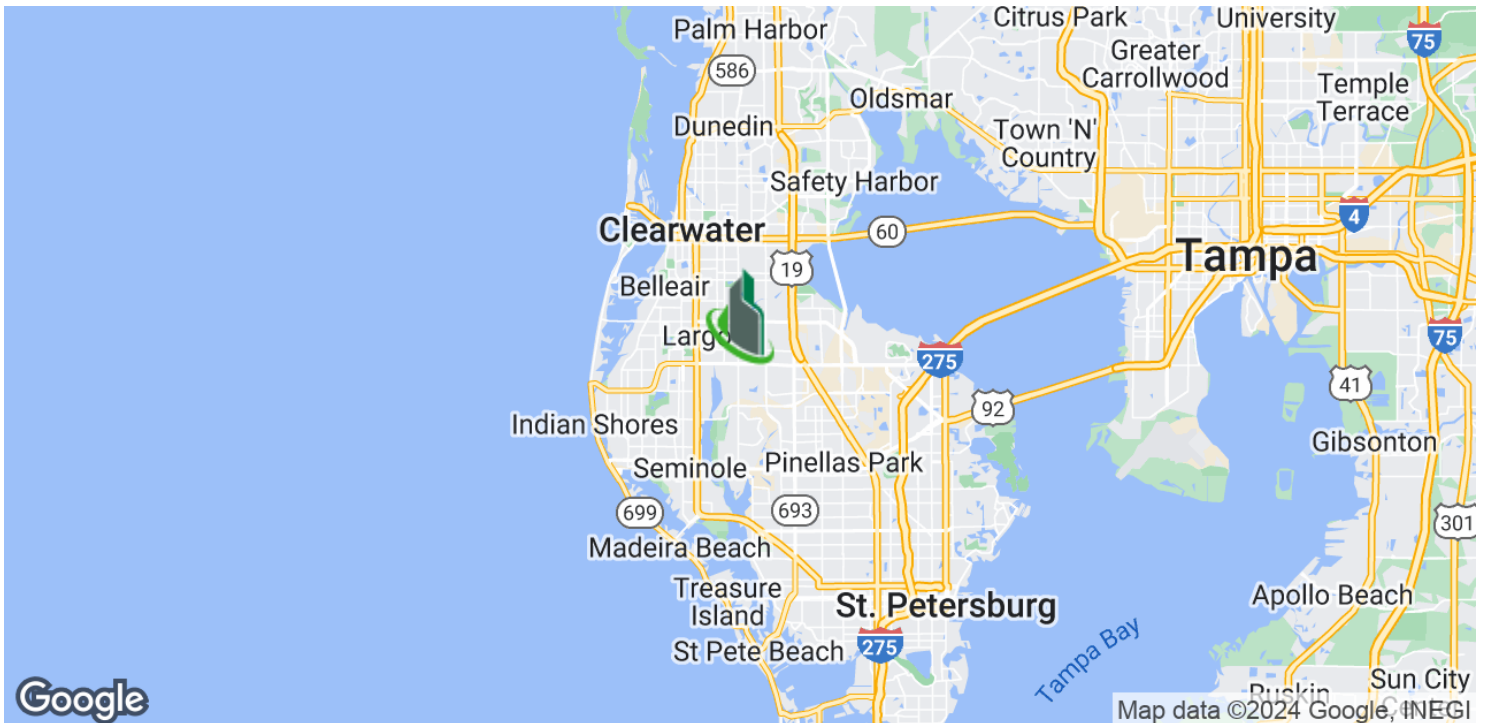 Citrus Park
University
75
Palm Harbor
Greater
Carrollwood
586
Temple
Terrace
Oldsmar
Dunedin
Town 'N'
Country
Safety Harbor
4
Clearwater
60
Tampa
19
Belleair
Largo
75
275
41
92
Indian Shores
Gibsonton
Seminole
Pinellas Park
693
699
301
Madeira Beach
Treasure
Island
Apollo Beach
St. Petersburg
St Pete Beach
275
Tampa Bay
Sun City
Center
Ruskin
Google
Map data ©2024 Google, INEGI